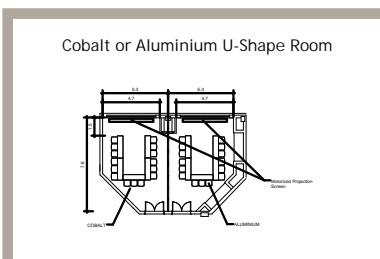 Cobalt or Aluminium U-Shape Room
5.3
5.3
4.7
4.7
7.8
Motorized Projection
Screen
COBALT
ALUMINIUM